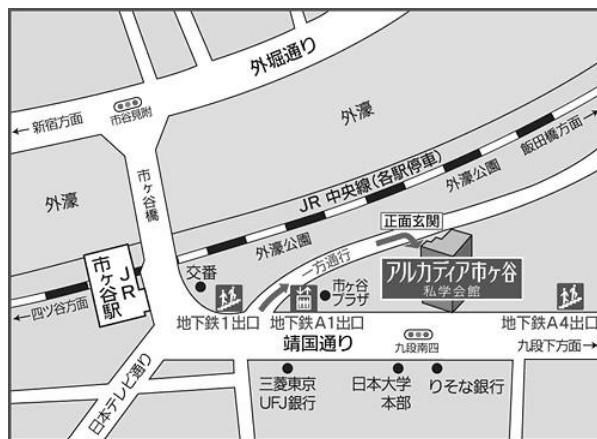 外堀通り
←新宿方面
市谷見附
外濠
飯田橋方面→
市ヶ谷橋
JR 中央線(各駅停車)
外濠公園
外濠
正面玄関
外濠公園
一方通行
アルカディア市ヶ谷
私学会館
JR
市ヶ谷駅
交番
市ヶ谷
プラザ
←四ツ谷方面
地下鉄1出口
地下鉄A1出口
地下鉄A4出口
靖国通り
九段南四
九段下方面→
日本テレビ通り
三菱東京
UFJ銀行
日本大学
本部
りそな銀行